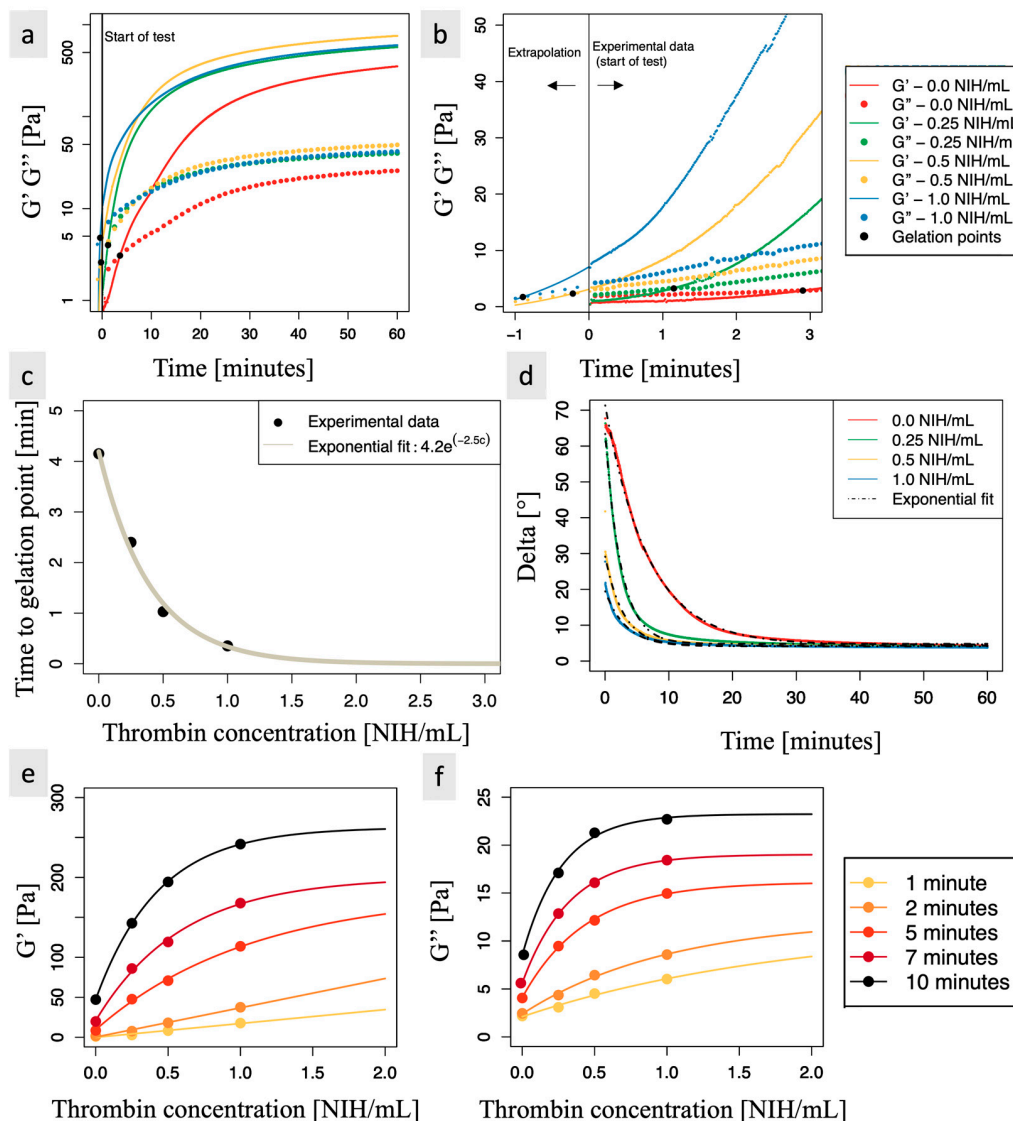 a
Start of test
500
50
10
5
1
G' G'' [Pa]
0 10 20 30 40 50 60
Time [minutes]
b
Extrapolation
Experimental data
(start of test)
50
40
30
20
10
0
G' G'' [Pa]
−1 0 1 2 3
Time [minutes]
G' − 0.0 NIH/mL
G" − 0.0 NIH/mL
G' − 0.25 NIH/mL
G" − 0.25 NIH/m
G' − 0.5 NIH/mL
G" − 0.5 NIH/mL
G' − 1.0 NIH/mL
G" − 1.0 NIH/mL
Gelation points
c
Experimental data
Exponential fit : 4.2e(−2.5c)
5
4
3
2
1
0
Time to gelation point [min]
0.0 0.5 1.0 1.5 2.0 2.5 3.0
Thrombin concentration [NIH/mL]
d
0.0 NIH/mL
0.25 NIH/mL
0.5 NIH/mL
1.0 NIH/mL
Exponential fit
70
60
50
40
30
20
10
0
Delta [°]
0 10 20 30 40 50 60
Time [minutes]
e
300
200
150
100
50
0
G' [Pa]
0.0 0.5 1.0 1.5 2.0
Thrombin concentration [NIH/mL]
f
25
20
15
10
5
0
G'' [Pa]
0.0 0.5 1.0 1.5 2.0
Thrombin concentration [NIH/mL]
1 minute
2 minutes
5 minutes
7 minutes
10 minutes